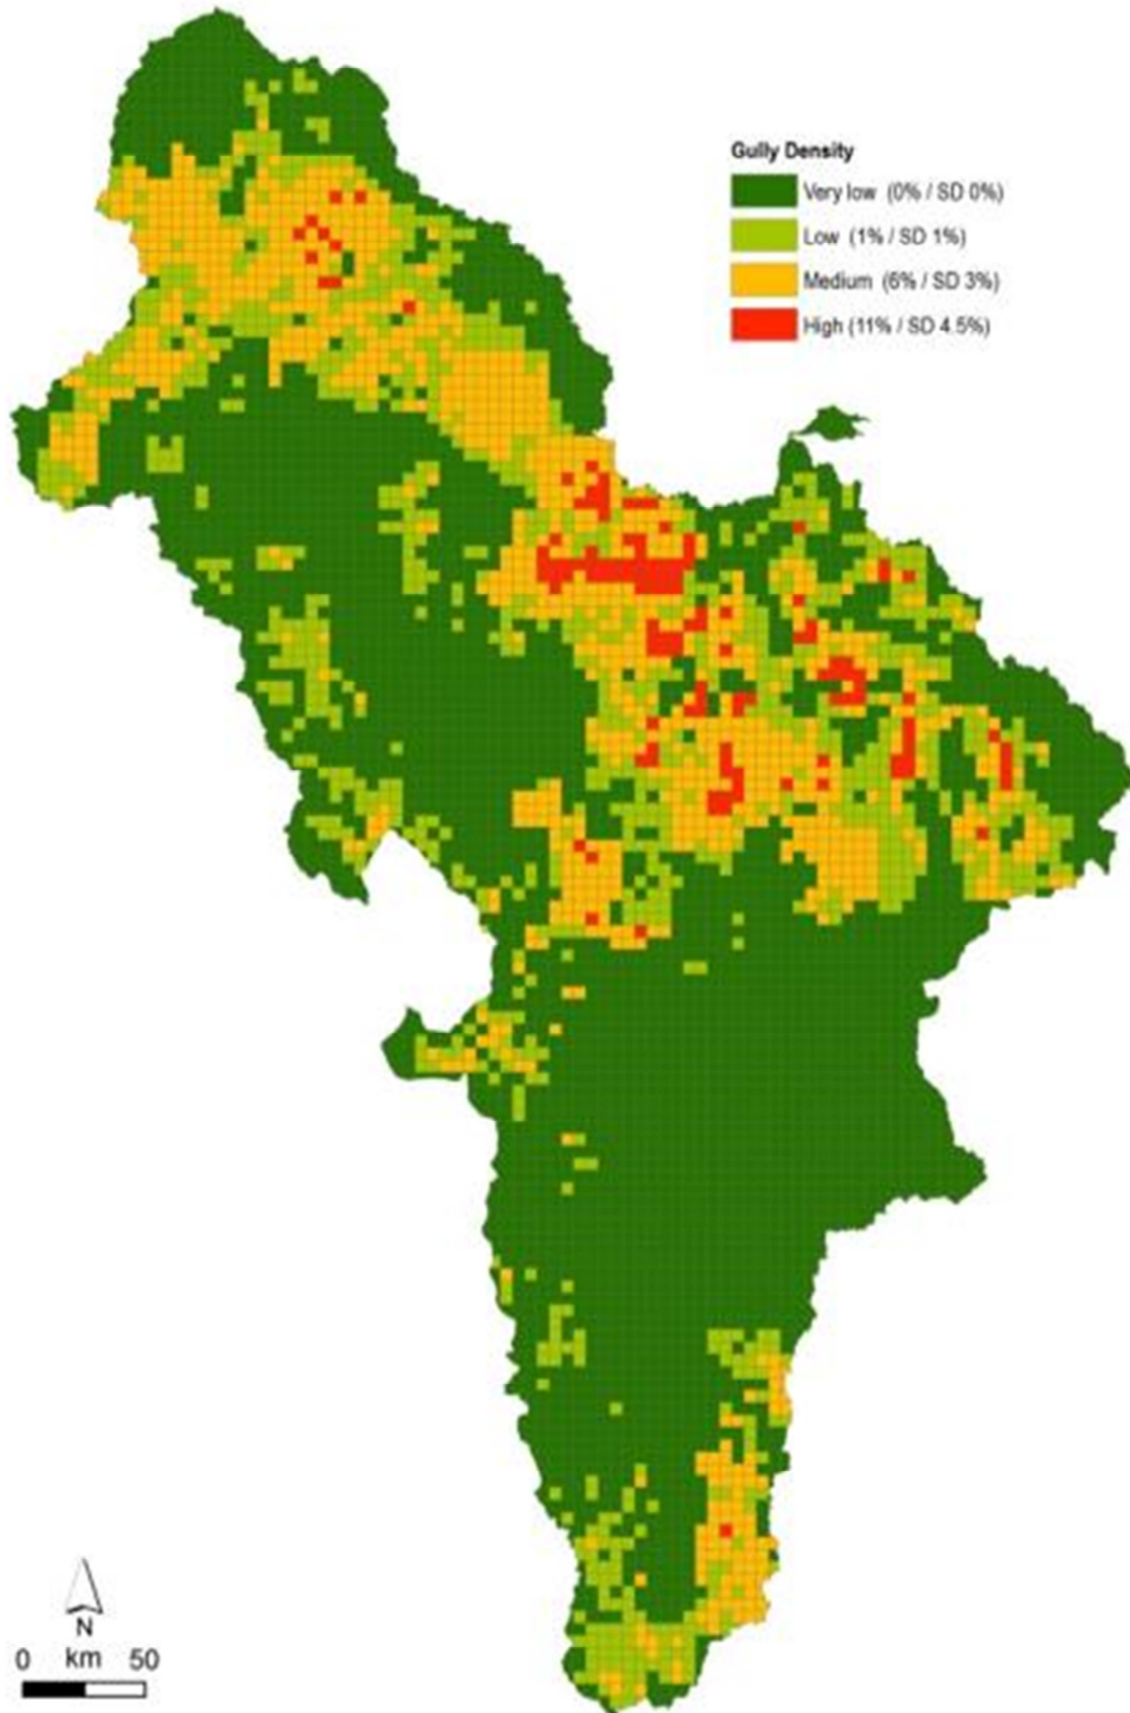 Gully Density
Very low (0% / SD 0%)
Low (1% / SD 1%)
Medium (6% / SD 3%)
High (11% / SD 4.5%)
N
0 km 50